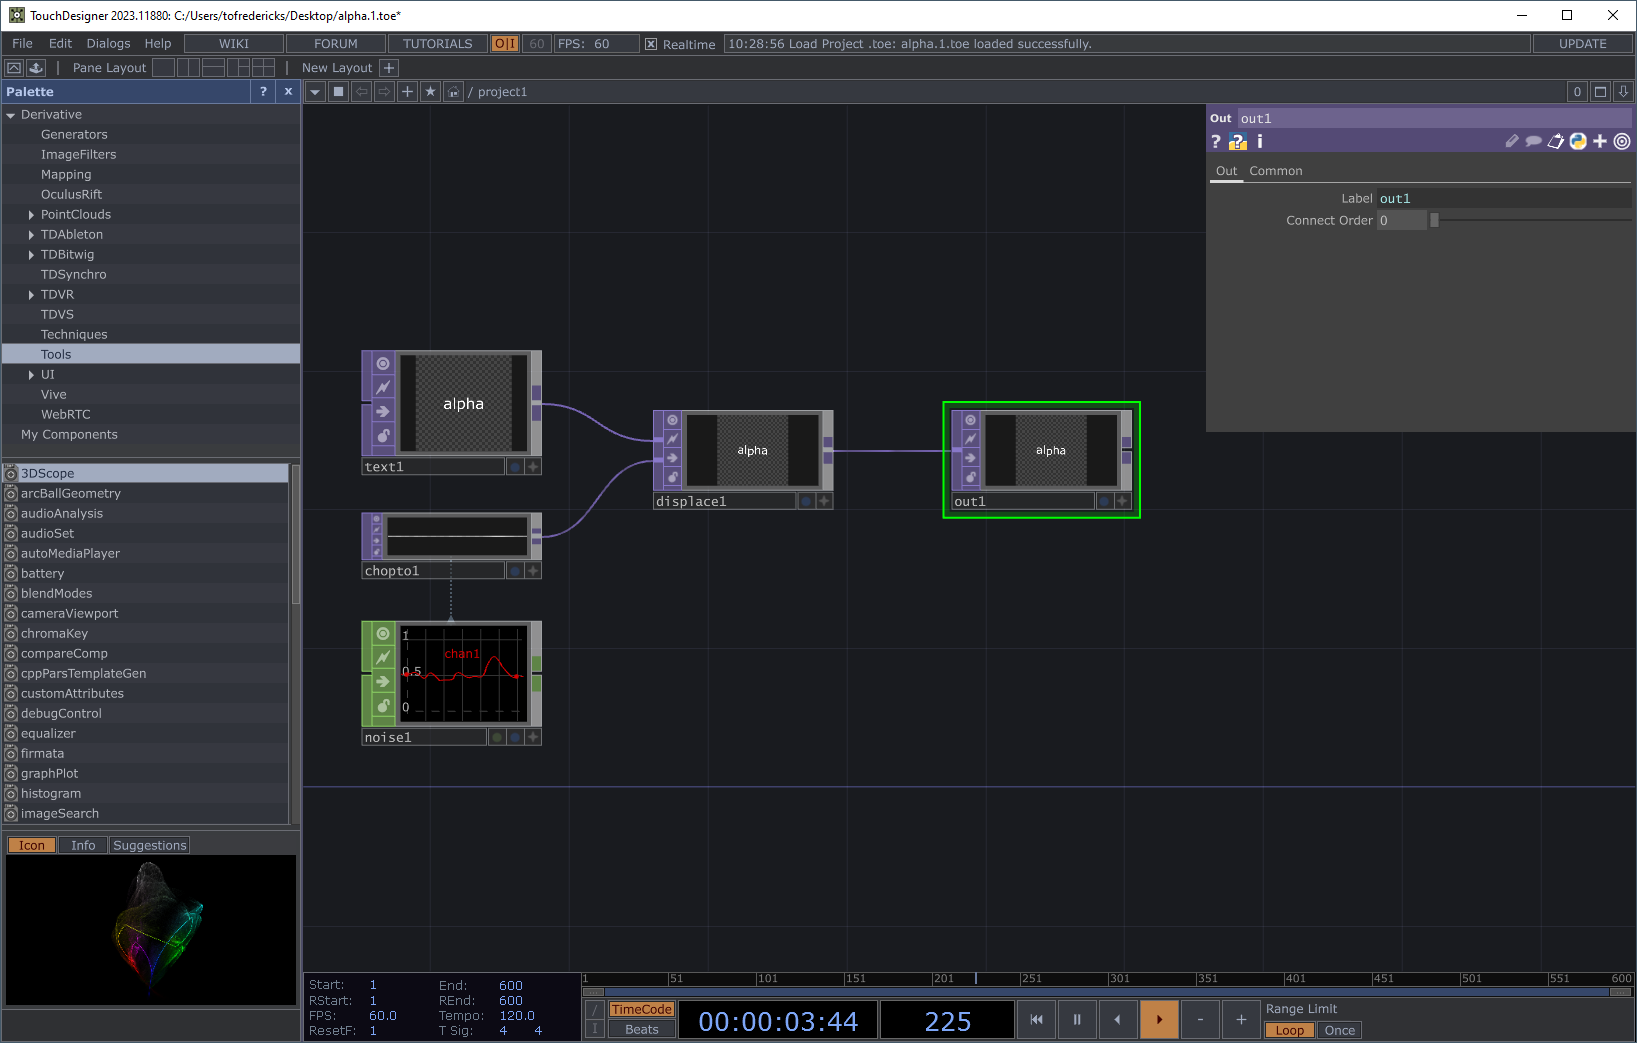 TouchDesigner 2023.11880: C:/Users/tofredericks/Desktop/alpha.1.toe*
File Edit Dialogs Help WIKI FORUM TUTORIALS O|I 60 FPS: 60 Realtime 10:28:56 Load Project .toe: alpha.1.toe loaded successfully. UPDATE
Pane Layout New Layout +
Palette ? x
/ project1 0
Derivative
Generators
ImageFilters
Mapping
OculusRift
PointClouds
TDAbleton
TDBitwig
TDSynchro
TDVR
TDVS
Techniques
Tools
UI
Vive
WebRTC
My Components
3DScope
arcBallGeometry
audioAnalysis
audioSet
autoMediaPlayer
battery
blendModes
cameraViewport
chromaKey
compareComp
cppParsTemplateGen
customAttributes
debugControl
equalizer
firmata
graphPlot
histogram
imageSearch
Icon Info Suggestions
alpha
text1
chopto1
1
chan1
0.5
0
noise1
alpha
displace1
alpha
out1
Out out1
? ? i
Out Common
Label out1
Connect Order 0
Start: 1 End: 600
RStart: 1 REnd: 600
FPS: 60.0 Tempo: 120.0
ResetF: 1 T Sig: 4 4
1 51 101 151 201 251 301 351 401 451 501 551 600
/ TimeCode
I Beats
00:00:03:44 225
- +
Range Limit
Loop Once